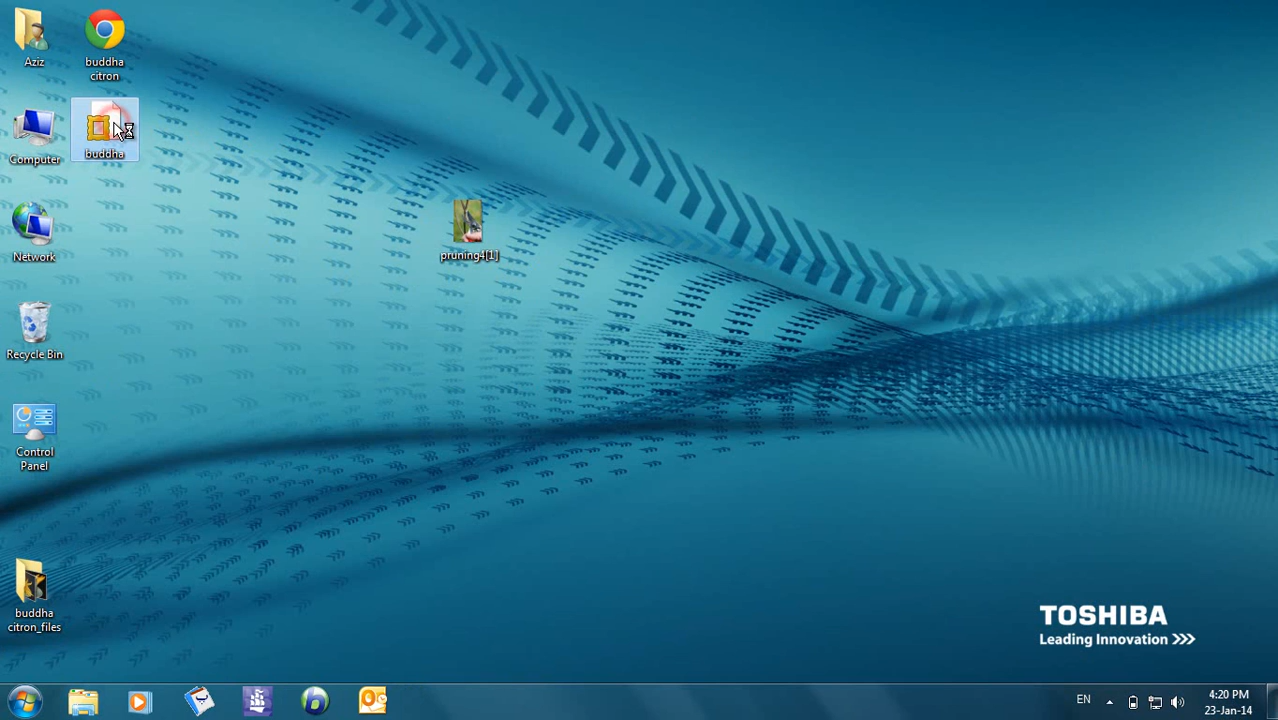 Aziz
buddha
citron
Computer
buddha
Network
pruning4[1]
Recycle Bin
Control
Panel
buddha
citron_files
TOSHIBA
Leading Innovation >>>
EN
4:20 PM
23-Jan-14